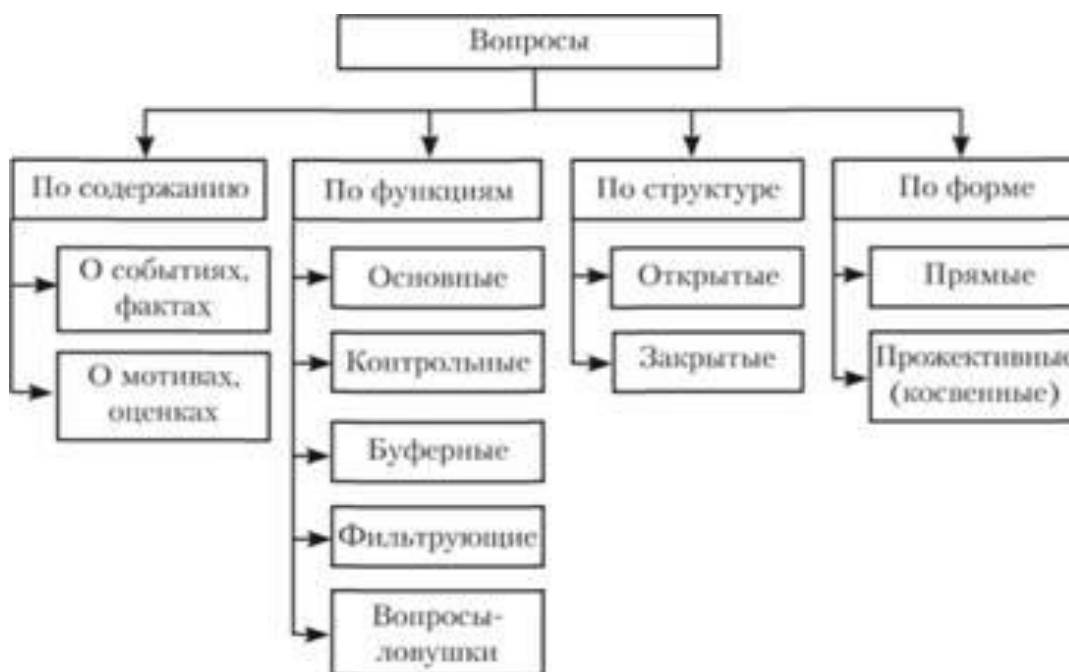 Вопросы
По содержанию
О событиях,
фактах
О мотивах,
оценках
По функциям
Основные
Контрольные
Буферные
Фильтрующие
Вопросы-
ловушки
По структуре
Открытые
Закрытые
По форме
Прямые
Прожективные
(косвенные)